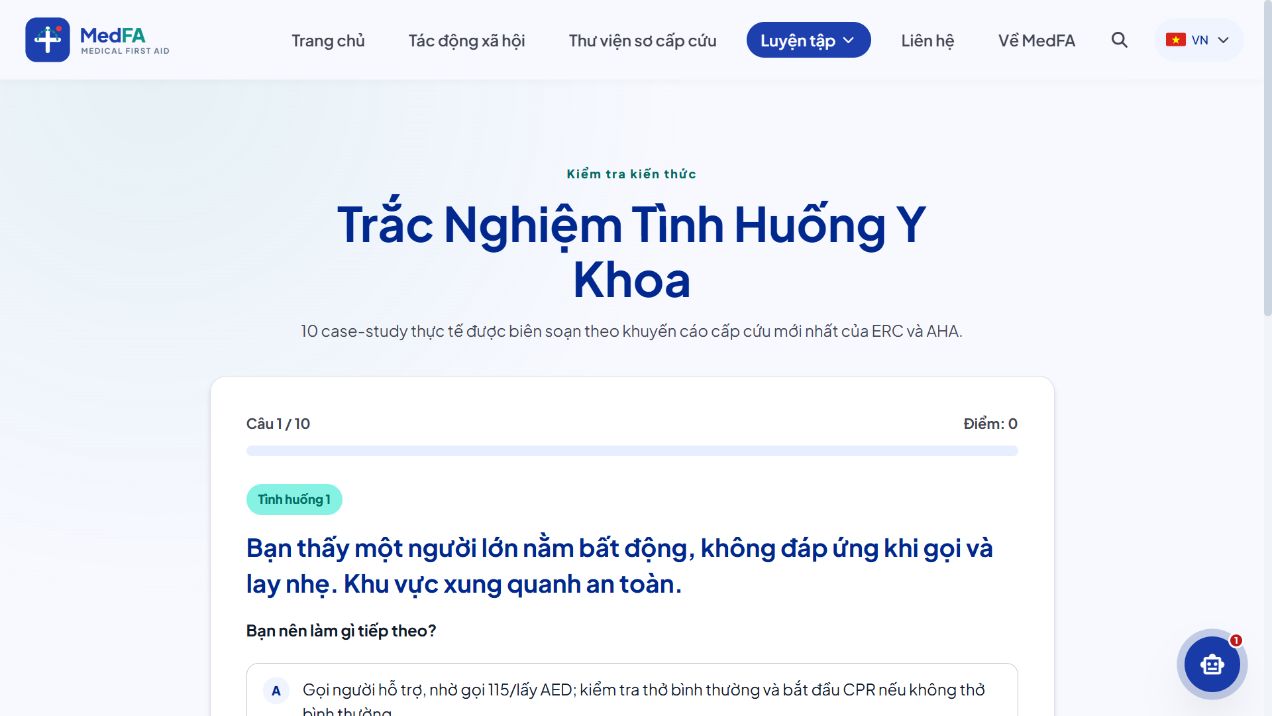 MedFA
MEDICAL FIRST AID
Trang chủ
Tác động xã hội
Thư viện sơ cấp cứu
Luyện tập
Liên hệ
Về MedFA
VN
Kiểm tra kiến thức
Trắc Nghiệm Tình Huống Y
Khoa
10 case-study thực tế được biên soạn theo khuyến cáo cấp cứu mới nhất của ERC và AHA.
Câu 1 / 10
Điểm: 0
Tình huống 1
Bạn thấy một người lớn nằm bất động, không đáp ứng khi gọi và
lay nhẹ. Khu vực xung quanh an toàn.
Bạn nên làm gì tiếp theo?
A
Gọi người hỗ trợ, nhờ gọi 115/lấy AED; kiểm tra thở bình thường và bắt đầu CPR nếu không thở
bình thường
1